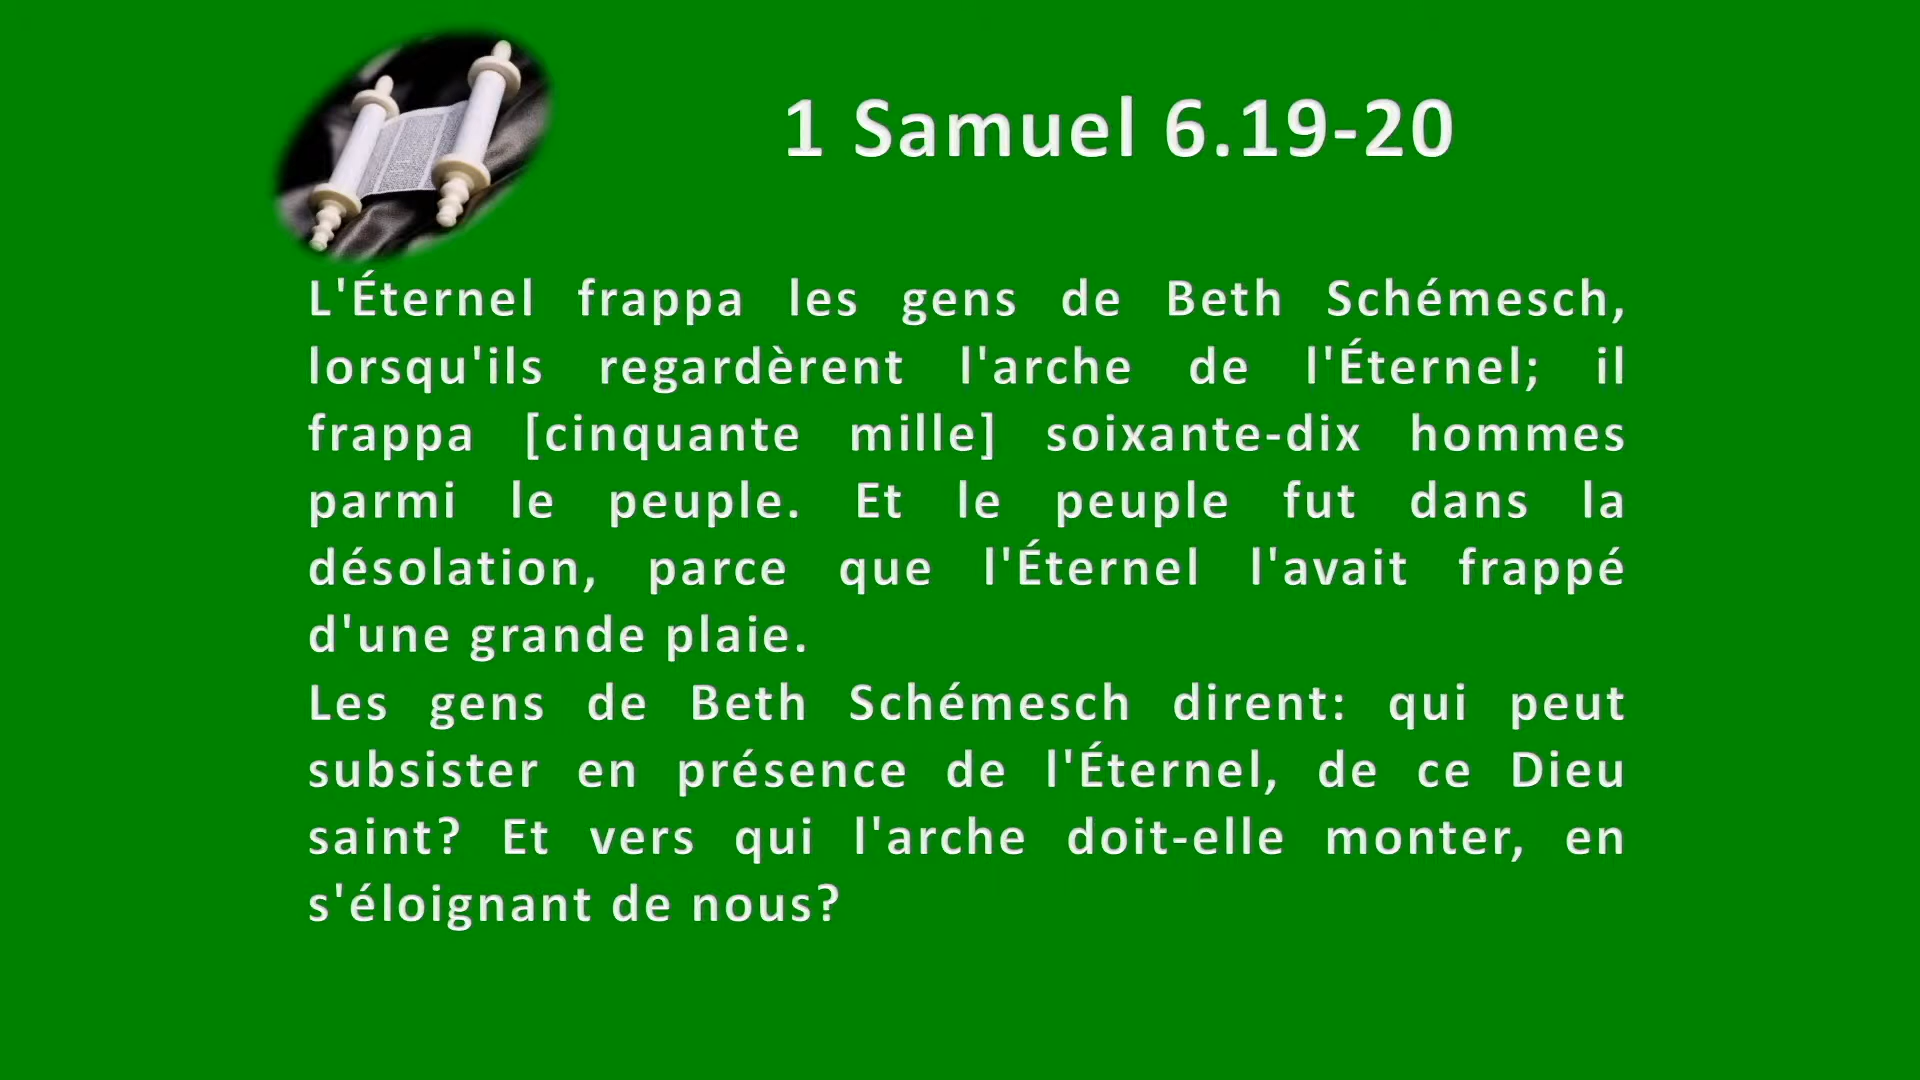 1 Samuel 6.19-20
L'Éternel frappa les gens de Beth Schémesch,
lorsqu'ils regardèrent l'arche de l'Éternel; il
frappa [cinquante mille] soixante-dix hommes
parmi le peuple. Et le peuple fut dans la
désolation, parce que l'Éternel l'avait frappé
d'une grande plaie.
Les gens de Beth Schémesch dirent: qui peut
subsister en présence de l'Éternel, de ce Dieu
saint? Et vers qui l'arche doit-elle monter, en
s'éloignant de nous?